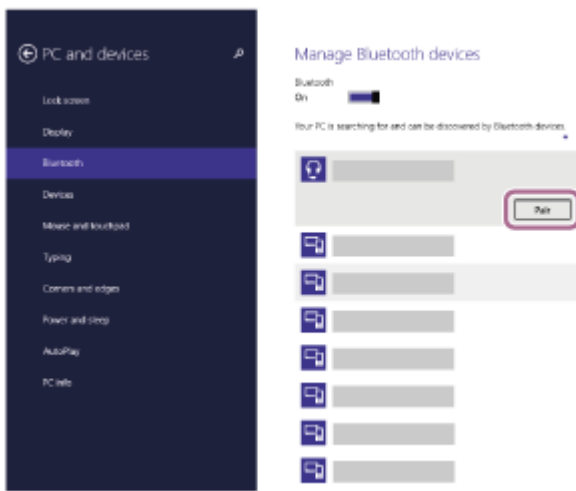 PC and devices
Lock screen
Display
Bluetooth
Devices
Mouse and touchpad
Typing
Corners and edges
Power and sleep
AutoPlay
PC info
Manage Bluetooth devices
Bluetooth
On
Your PC is searching for and can be discovered by Bluetooth devices.
Pair